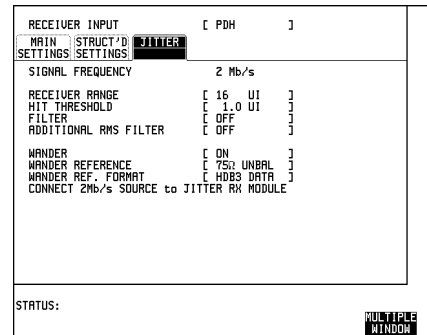 RECEIVER INPUT [ PDH ]
MAIN STRUCT'D JITTER
SETTINGS SETTINGS
SIGNAL FREQUENCY 2 Mb/s
RECEIVER RANGE [ 16 UI ]
HIT THRESHOLD [ 1.0 UI ]
FILTER [ OFF ]
ADDITIONAL RMS FILTER [ OFF ]
WANDER [ ON ]
WANDER REFERENCE [ 75Ω UNBAL ]
WANDER REF. FORMAT [ HDB3 DATA ]
CONNECT 2Mb/s SOURCE to JITTER RX MODULE
STATUS:
MULTIPLE
WINDOW